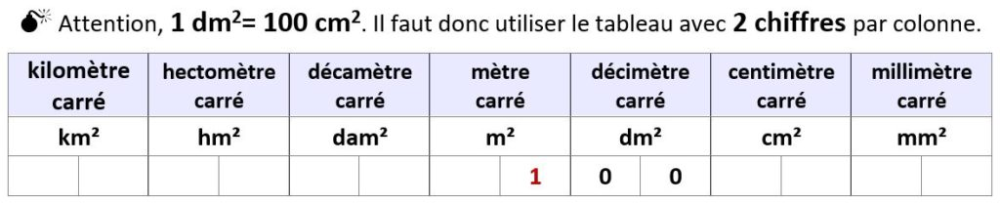 Attention, 1 dm²= 100 cm². Il faut donc utiliser le tableau avec 2 chiffres par colonne.
kilomètre carré hectomètre carré décamètre carré mètre carré décimètre carré centimètre carré millimètre carré
km² hm² dam² m² dm² cm² mm²
1 0 0